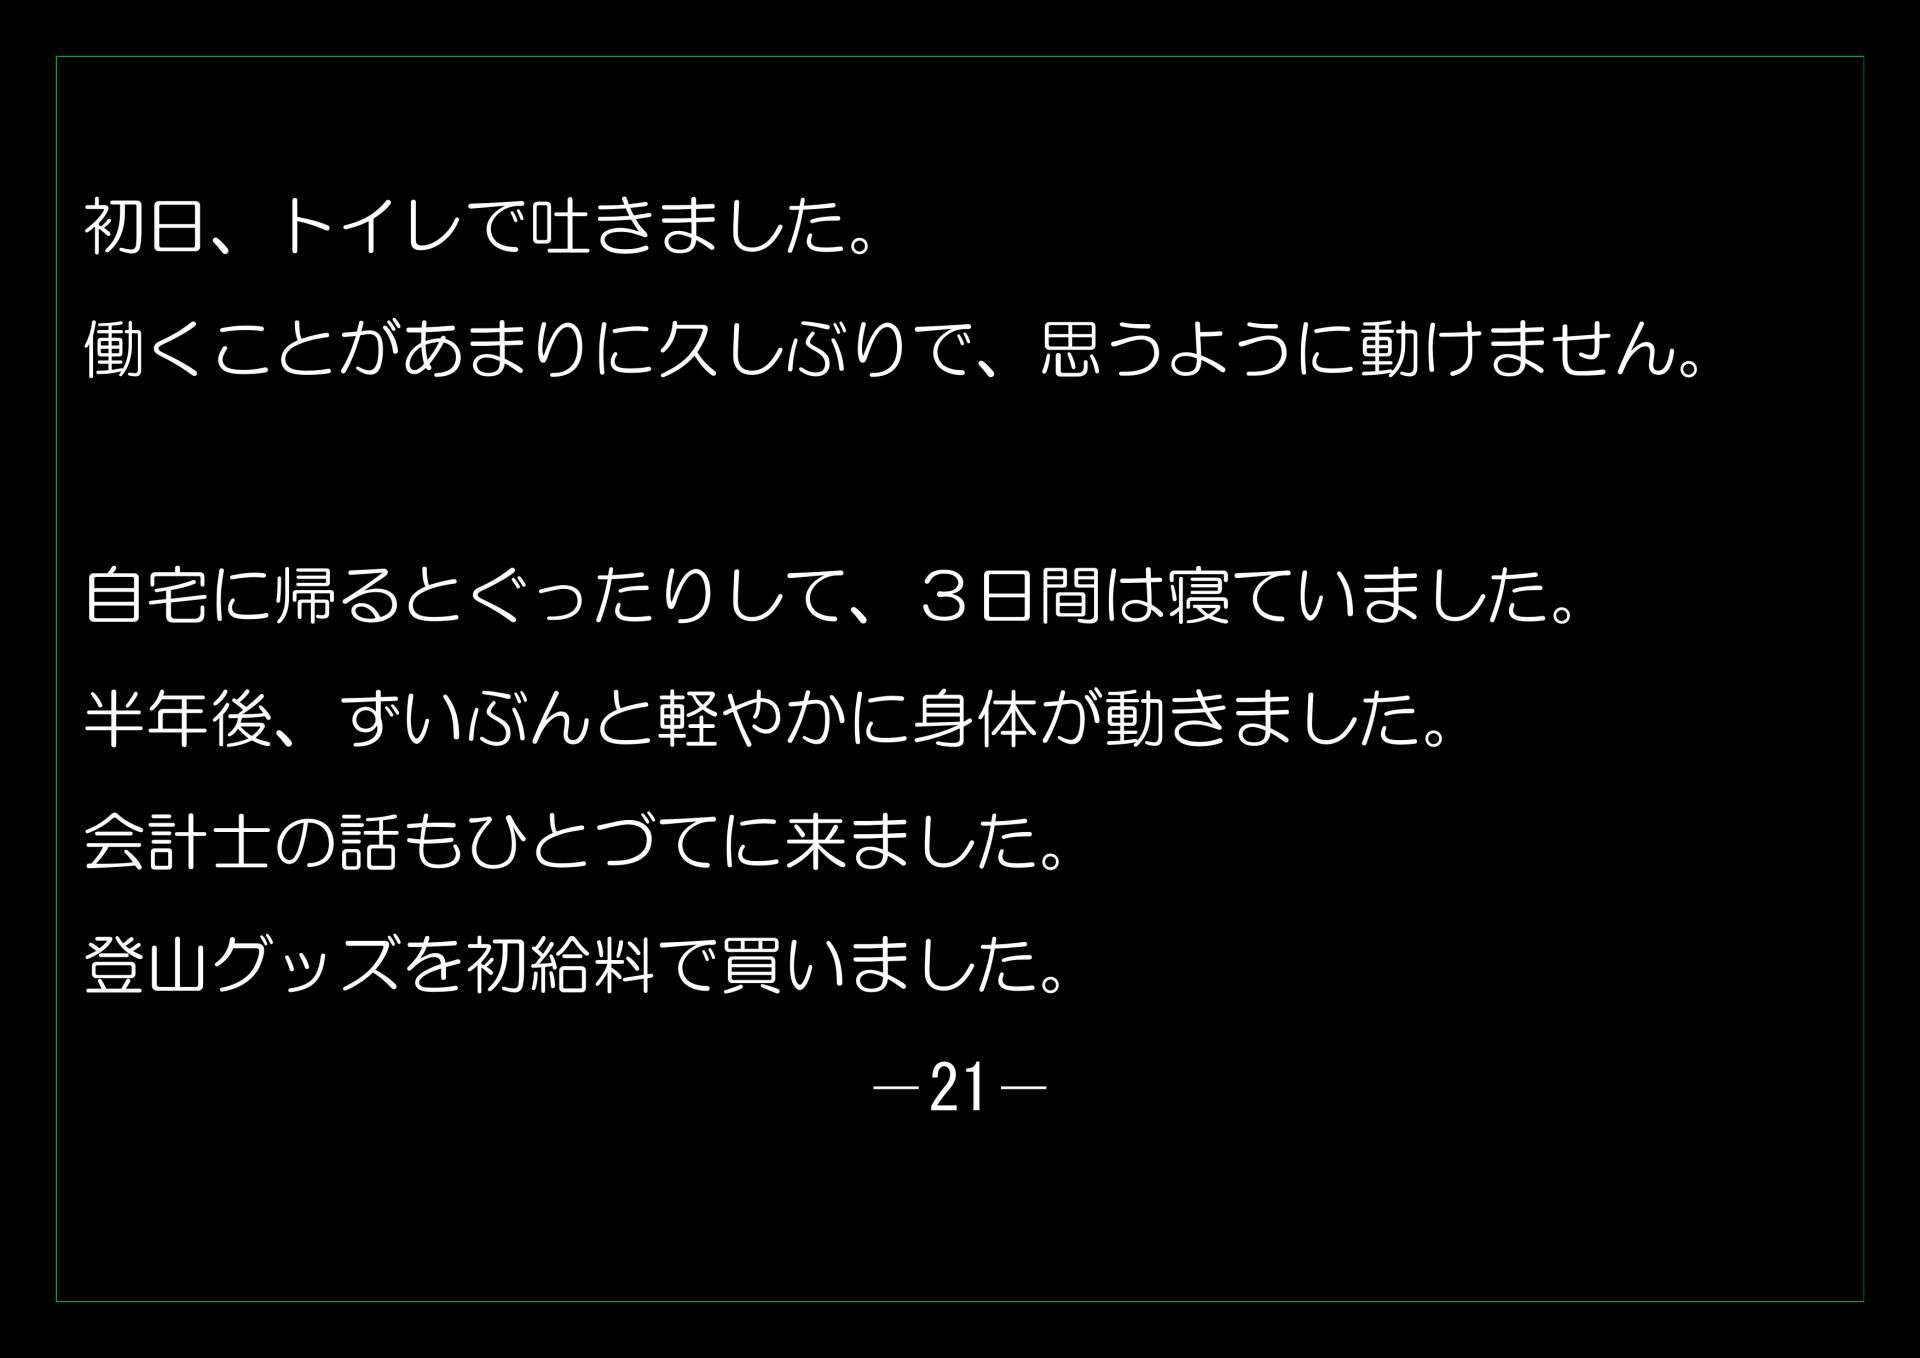 初日、トイレで吐きました。
働くことがあまりに久しぶりで、思うように動けません。
自宅に帰るとぐったりして、３日間は寝ていました。
半年後、ずいぶんと軽やかに身体が動きました。
会計士の話もひとづてに来ました。
登山グッズを初給料で買いました。
―21―